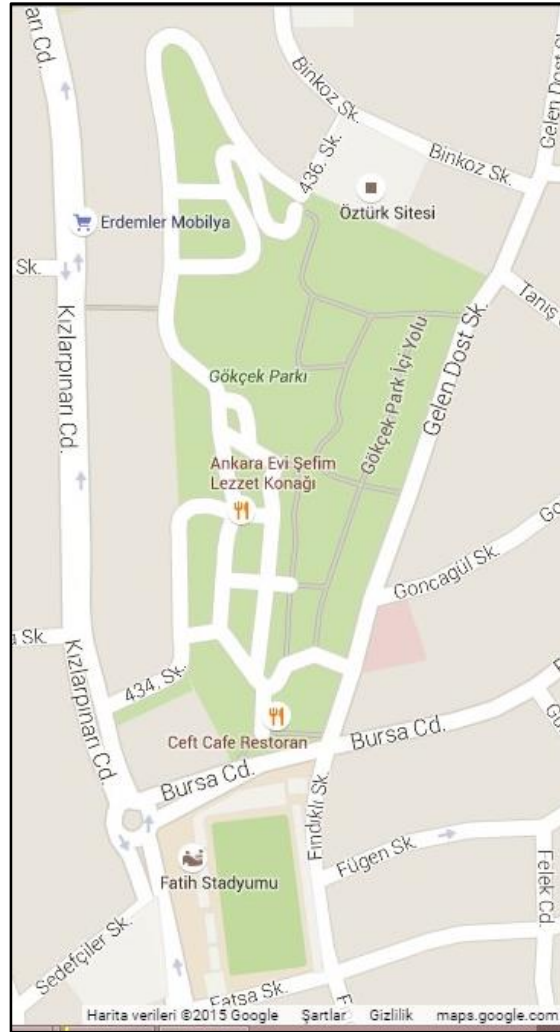 arı Cd.
Binkoz Sk.
Gelen Dost Sk
436. Sk.
Binkoz Sk.
Öztürk Sitesi
Erdemler Mobilya
Sk.
Tanış
Kızlarpınarı Cd.
Gökçek Park İçi Yolu
Gelen Dost Sk.
Gökçek Parkı
Ankara Evi Şefim
Lezzet Konağı
Go
Goncagül Sk.
a Sk.
Kızlarpınarı Cd.
434. Sk.
Ceft Cafe Restoran
Bursa Cd.
Bursa Cd.
Fındıklı Sk.
Fügen Sk.
Felek Cd.
Fatih Stadyumu
Sedefçiler Sk.
Fatsa Sk.
Harita verileri ©2015 Google Şartlar Gizlilik maps.google.com